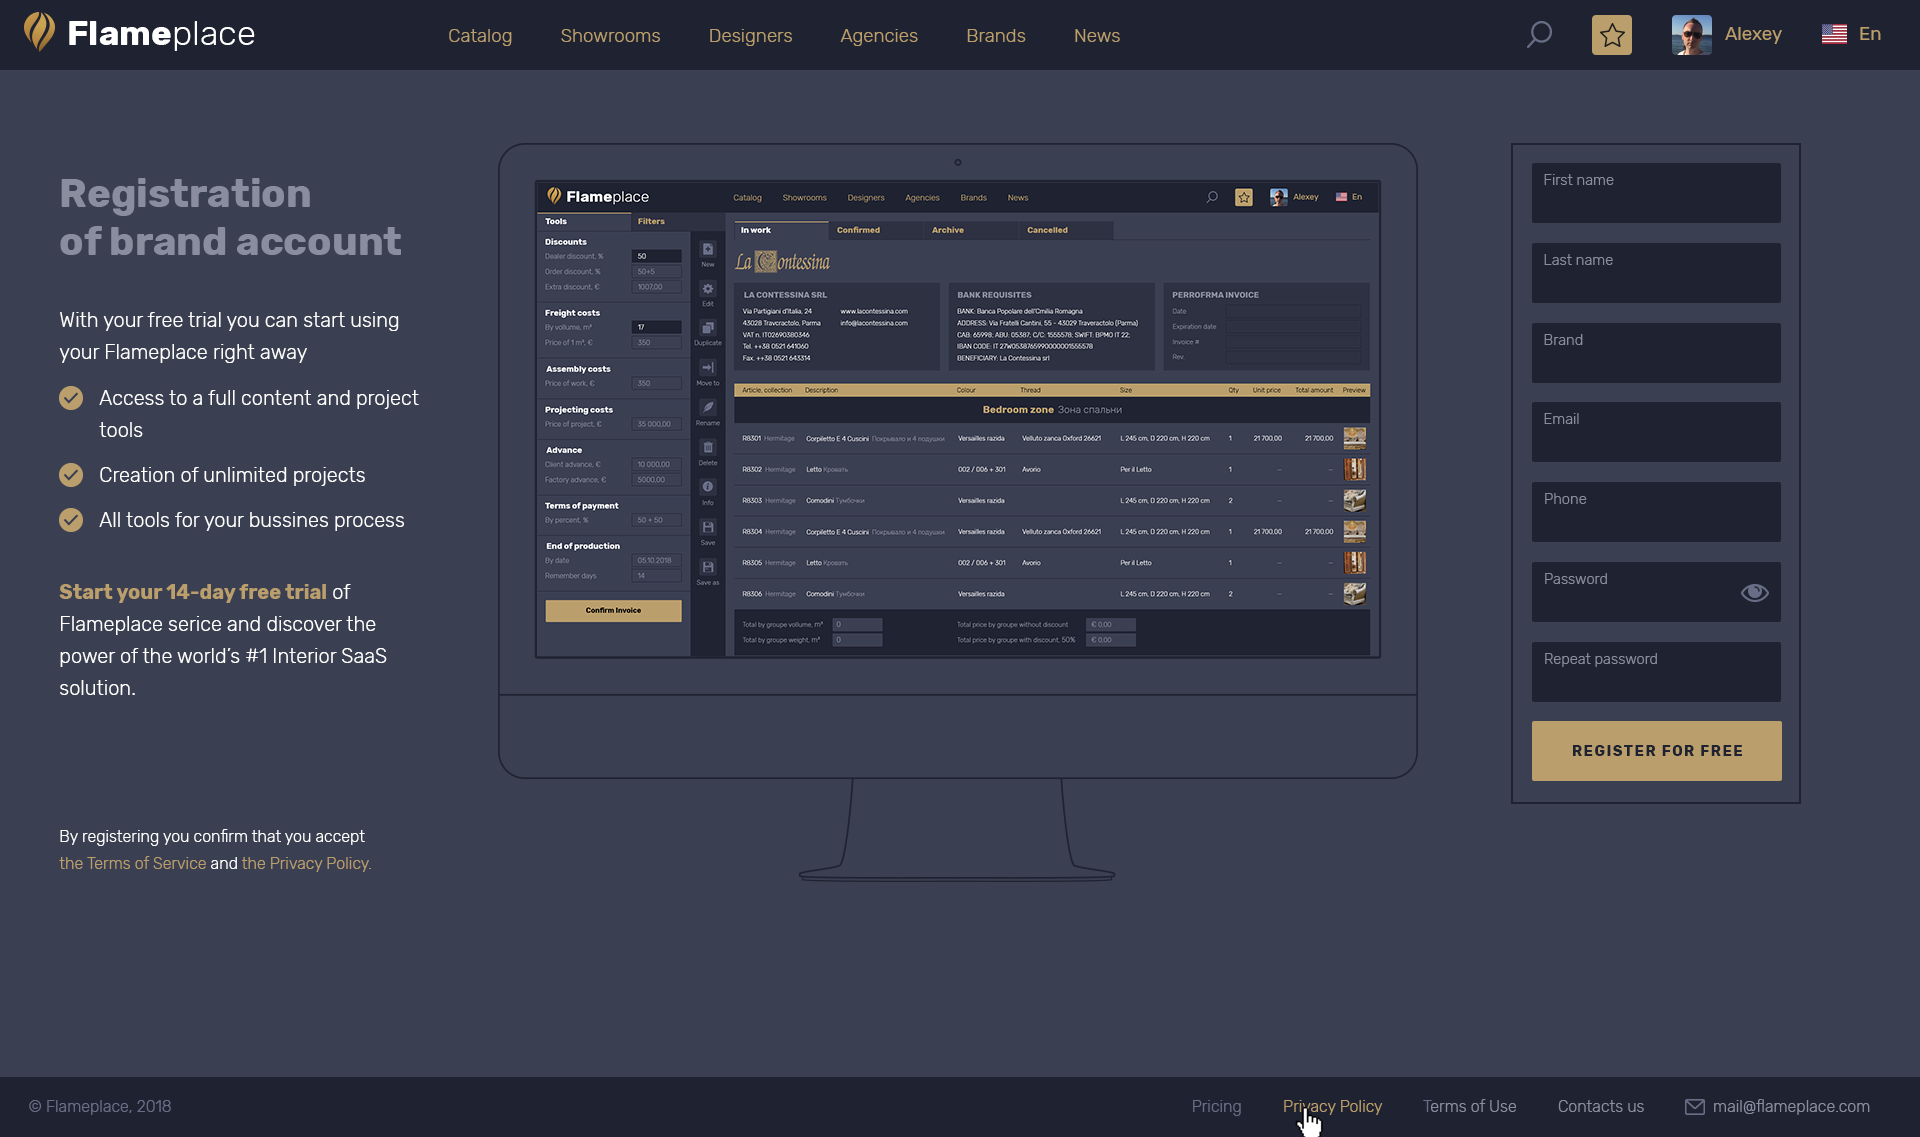 Flameplace
Catalog Showrooms Designers Agencies Brands News
Alexey En
Registration
of brand account
With your free trial you can start using
your Flameplace right away
Access to a full content and project
tools
Creation of unlimited projects
All tools for your bussines process
Start your 14-day free trial of
Flameplace serice and discover the
power of the world's #1 Interior SaaS
solution.
By registering you confirm that you accept
the Terms of Service and the Privacy Policy.
Flameplace
Catalog Showrooms Designers Agencies Brands News
Alexey En
Tools Filters
Discounts
Dealer discount, % 50
Order discount, % 50+5
Extra discount, € 1007,00
Freight costs
By volume, m³ 17
Price of 1 m³, € 350
Assembly costs
Price of work, € 350
Projecting costs
Price of project, € 35 000,00
Advance
Client advance, € 10 000,00
Factory advance, € 5000,00
Terms of payment
By percent, % 50 + 50
End of production
By date 05.10.2018
Remember days 14
Confirm Invoice
New
Edit
Duplicate
Move to
Rename
Delete
Info
Save
Save as
In work Confirmed Archive Cancelled
La Contessina
LA CONTESSINA SRL
Via Partigiani d'Italia, 24 www.lacontessina.com
43028 Travcractolo, Parma info@lacontessina.com
VAT n. IT02690380346
Tel. ++38 0521 641060
Fax. ++38 0521 643314
BANK REQUISITES
BANK: Banca Popolare dell'Cmilia Romagna
ADDRESS: Via Fratelli Cantini, 55 - 43029 Traveractolo (Parma)
CAB: 65998; ABU: 05387; C/C: 1555578; SWIFT: BPMO IT 22;
IBAN CODE: IT 27W0538765990000001555578
BENEFICIARY: La Contessina srl
PERROFRMA INVOICE
Date
Expiration date
Invoice #
Rev.
Article, collection Description Colour Thread Size Qty Unit price Total amount Preview
Bedroom zone Зона спальни
R8301 Hermitage Corpiletto E 4 Cuscini Покрывало и 4 подушки Versailles razida Velluto zanca Oxford 26621 L 245 cm, D 220 cm, H 220 cm 1 21 700,00 21 700,00
R8302 Hermitage Letto Кровать 002 / 006 + 301 Avorio Per il Letto 1 – –
R8303 Hermitage Comodini Тумбочки Versailles razida L 245 cm, D 220 cm, H 220 cm 2 – –
R8304 Hermitage Corpiletto E 4 Cuscini Покрывало и 4 подушки Versailles razida Velluto zanca Oxford 26621 L 245 cm, D 220 cm, H 220 cm 1 21 700,00 21 700,00
R8305 Hermitage Letto Кровать 002 / 006 + 301 Avorio Per il Letto 1 – –
R8306 Hermitage Comodini Тумбочки Versailles razida L 245 cm, D 220 cm, H 220 cm 2 – –
Total by groupe volume, m³ 0 Total price by groupe without discount € 0,00
Total by groupe weight, m³ 0 Total price by groupe with discount, 50% € 0,00
First name
Last name
Brand
Email
Phone
Password
Repeat password
REGISTER FOR FREE
© Flameplace, 2018
Pricing Privacy Policy Terms of Use Contacts us mail@flameplace.com